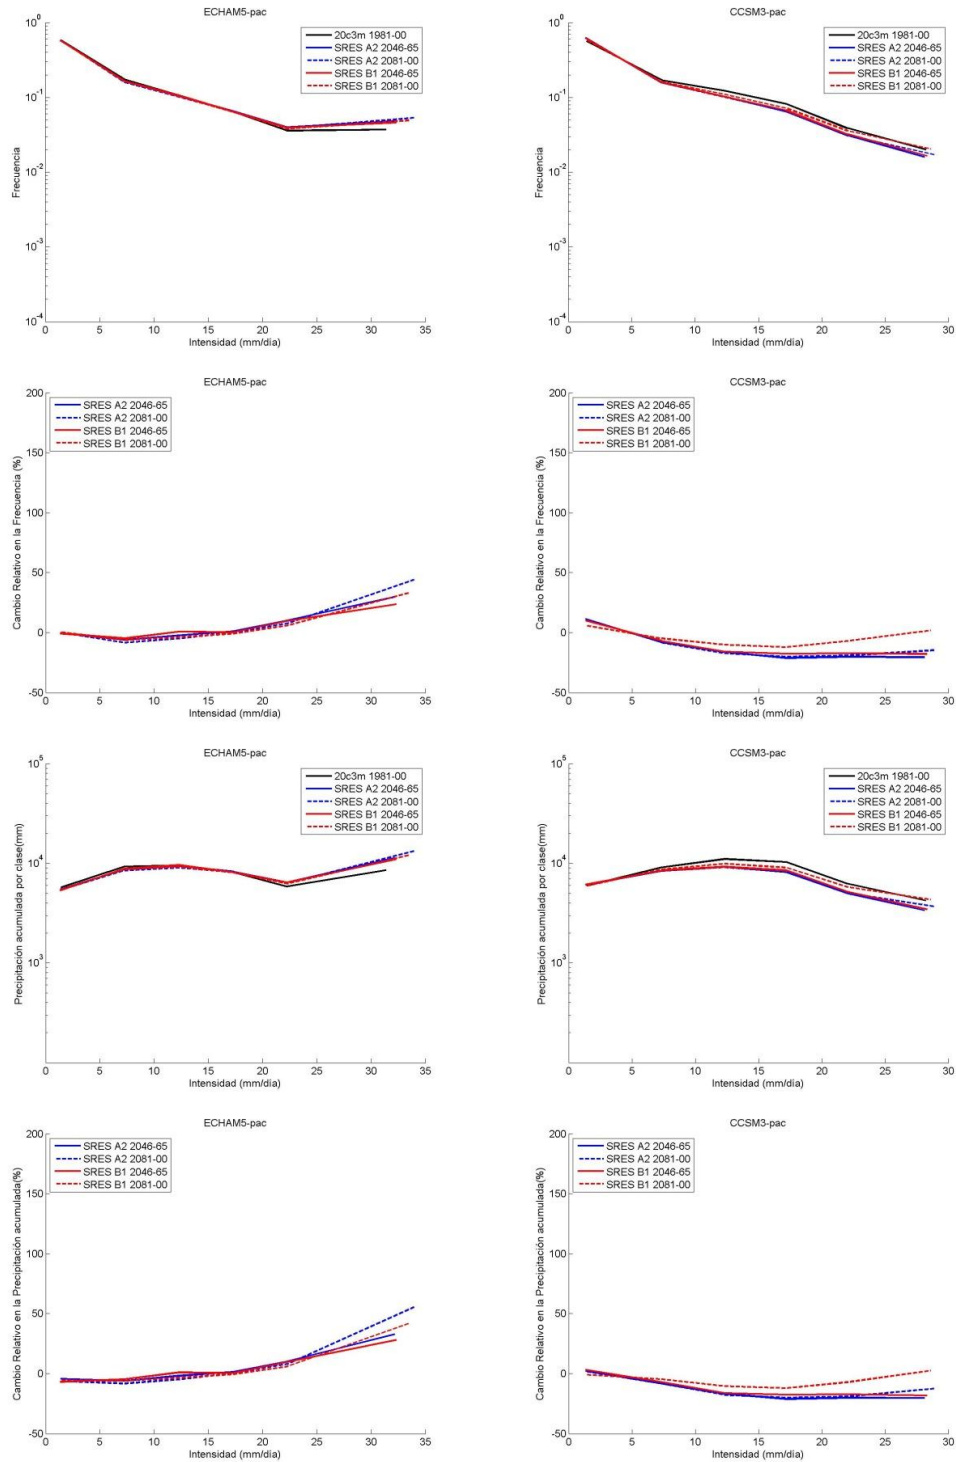 ECHAM5-pac
10^0
10^-1
10^-2
10^-3
10^-4
Frecuencia
20c3m 1981-00
SRES A2 2046-65
SRES A2 2081-00
SRES B1 2046-65
SRES B1 2081-00
0 5 10 15 20 25 30 35
Intensidad (mm/día)
CCSM3-pac
10^0
10^-1
10^-2
10^-3
10^-4
Frecuencia
20c3m 1981-00
SRES A2 2046-65
SRES A2 2081-00
SRES B1 2046-65
SRES B1 2081-00
0 5 10 15 20 25 30
Intensidad (mm/día)
ECHAM5-pac
200
150
100
50
0
-50
Cambio Relativo en la Frecuencia (%)
SRES A2 2046-65
SRES A2 2081-00
SRES B1 2046-65
SRES B1 2081-00
0 5 10 15 20 25 30 35
Intensidad (mm/día)
CCSM3-pac
200
150
100
50
0
-50
Cambio Relativo en la Frecuencia (%)
SRES A2 2046-65
SRES A2 2081-00
SRES B1 2046-65
SRES B1 2081-00
0 5 10 15 20 25 30
Intensidad (mm/día)
ECHAM5-pac
10^5
10^4
10^3
Precipitación acumulada por clase(mm)
20c3m 1981-00
SRES A2 2046-65
SRES A2 2081-00
SRES B1 2046-65
SRES B1 2081-00
0 5 10 15 20 25 30 35
Intensidad (mm/día)
CCSM3-pac
10^5
10^4
10^3
Precipitación acumulada por clase(mm)
20c3m 1981-00
SRES A2 2046-65
SRES A2 2081-00
SRES B1 2046-65
SRES B1 2081-00
0 5 10 15 20 25 30
Intensidad (mm/día)
ECHAM5-pac
200
150
100
50
0
-50
Cambio Relativo en la Precipitación acumulada(%)
SRES A2 2046-65
SRES A2 2081-00
SRES B1 2046-65
SRES B1 2081-00
0 5 10 15 20 25 30 35
Intensidad (mm/día)
CCSM3-pac
200
150
100
50
0
-50
Cambio Relativo en la Precipitación acumulada(%)
SRES A2 2046-65
SRES A2 2081-00
SRES B1 2046-65
SRES B1 2081-00
0 5 10 15 20 25 30
Intensidad (mm/día)